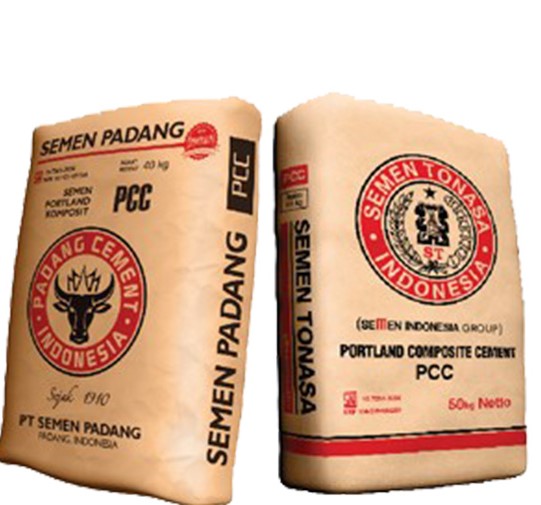 SEMEN PADANG
40 kg
SEMEN
PORTLAND
KOMPOSIT
PCC
PADANG CEMENT
INDONESIA
Sejak 1910
PT SEMEN PADANG
PADANG, INDONESIA
PCC
SEMEN PADANG
PCC
SEMEN TONASA
SEMEN TONASA
ST
INDONESIA
(SEMEN INDONESIA GROUP)
PORTLAND COMPOSITE CEMENT
PCC
50kg Netto